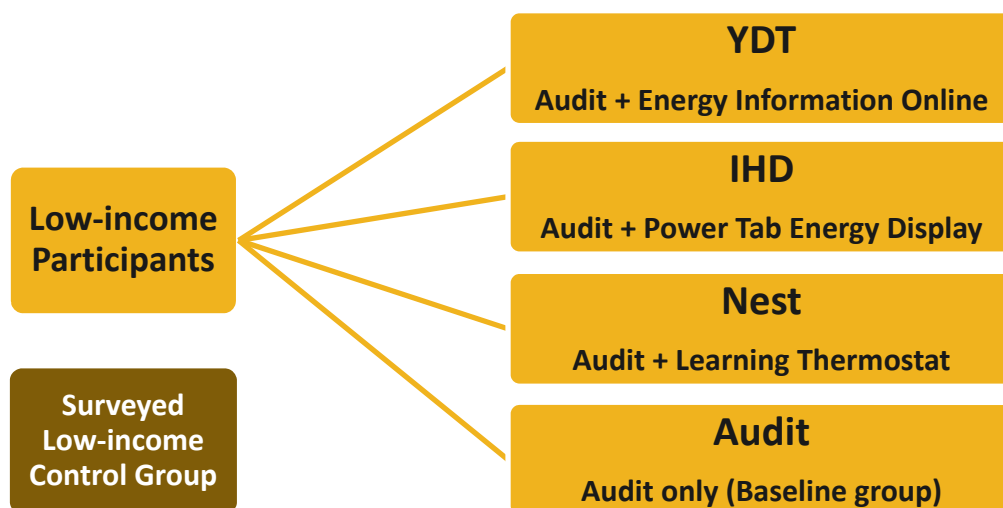 YDT
Audit + Energy Information Online
IHD
Audit + Power Tab Energy Display
Low-income
Participants
Nest
Audit + Learning Thermostat
Surveyed
Low-income
Control Group
Audit
Audit only (Baseline group)